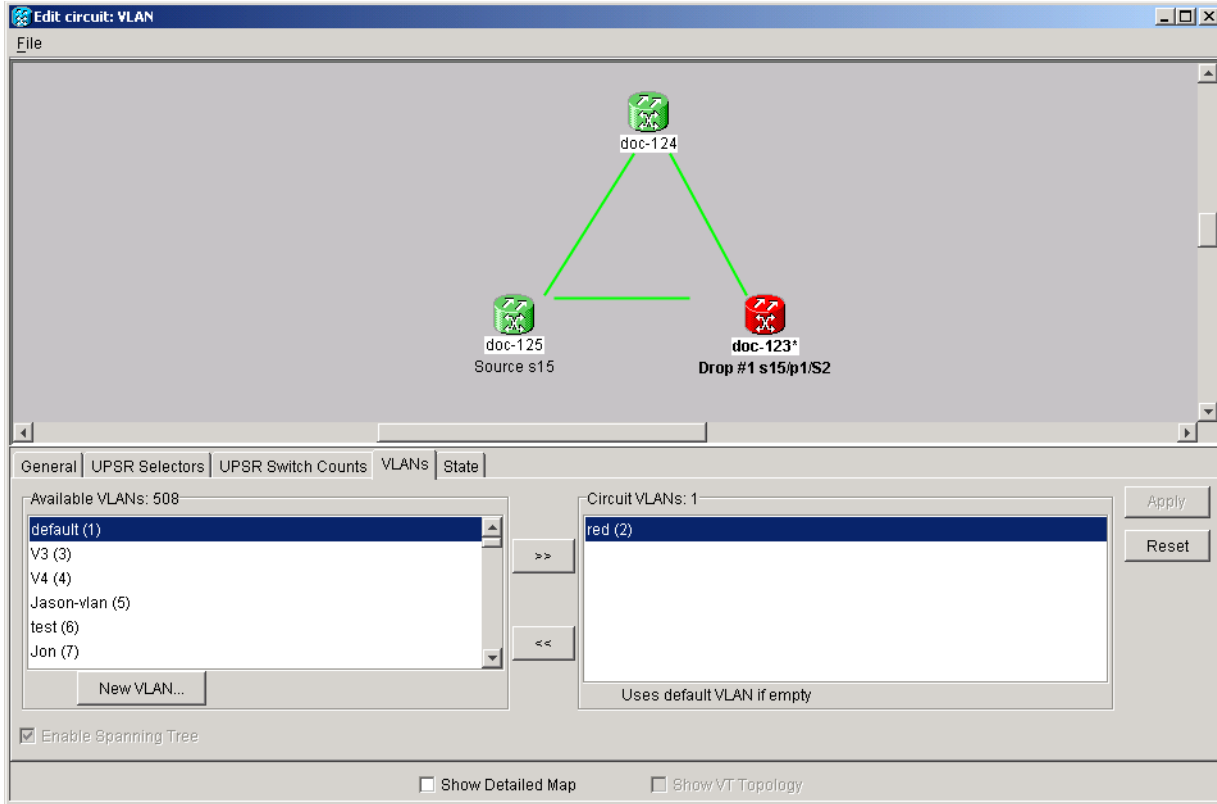 Edit circuit: VLAN
File
doc-124
doc-125
Source s15
doc-123*
Drop #1 s15/p1/S2
General UPSR Selectors UPSR Switch Counts VLANs State
Available VLANs: 508
default (1)
V3 (3)
V4 (4)
Jason-vlan (5)
test (6)
Jon (7)
New VLAN...
>>
<<
Circuit VLANs: 1
red (2)
Uses default VLAN if empty
Apply
Reset
Enable Spanning Tree
Show Detailed Map Show VT Topology